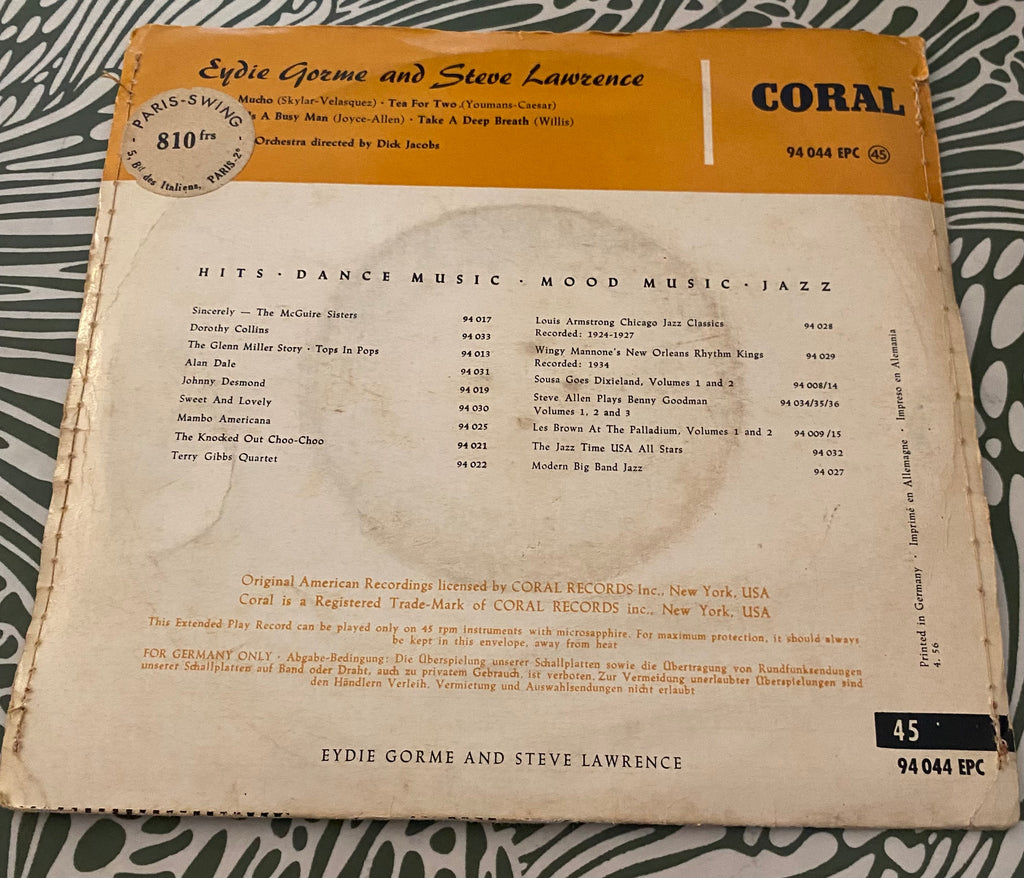 Eydie Gorme and Steve Lawrence
Mucho (Skylar-Velasquez) · Tea For Two (Youmans-Caesar)
s A Busy Man (Joyce-Allen) · Take A Deep Breath (Willis)
Orchestra directed by Dick Jacobs
PARIS-SWING
810 frs
5, Bd des Italiens, PARIS-2e
CORAL
94 044 EPC 45
HITS · DANCE MUSIC · MOOD MUSIC · JAZZ
Sincerely — The McGuire Sisters 94 017
Dorothy Collins 94 033
The Glenn Miller Story · Tops In Pops 94 013
Alan Dale 94 031
Johnny Desmond 94 019
Sweet And Lovely 94 030
Mambo Americana 94 025
The Knocked Out Choo-Choo 94 021
Terry Gibbs Quartet 94 022
Louis Armstrong Chicago Jazz Classics 94 028
Recorded: 1924-1927
Wingy Mannone's New Orleans Rhythm Kings 94 029
Recorded: 1934
Sousa Goes Dixieland, Volumes 1 and 2 94 008/14
Steve Allen Plays Benny Goodman 94 034/35/36
Volumes 1, 2 and 3
Les Brown At The Palladium, Volumes 1 and 2 94 009/15
The Jazz Time USA All Stars 94 032
Modern Big Band Jazz 94 027
Printed in Germany · Imprimé en Allemagne · Impreso en Alemania
4. 56
Original American Recordings licensed by CORAL RECORDS Inc., New York, USA
Coral is a Registered Trade-Mark of CORAL RECORDS inc., New York, USA
This Extended Play Record can be played only on 45 rpm instruments with microsapphire. For maximum protection, it should always
be kept in this envelope, away from heat
FOR GERMANY ONLY · Abgabe-Bedingung: Die Überspielung unserer Schallplatten sowie die Übertragung von Rundfunksendungen
unserer Schallplatten auf Band oder Draht, auch zu privatem Gebrauch, ist verboten. Zur Vermeidung unerlaubter Überspielungen sind
den Händlern Verleih, Vermietung und Auswahlsendungen nicht erlaubt
45
94 044 EPC
EYDIE GORME AND STEVE LAWRENCE